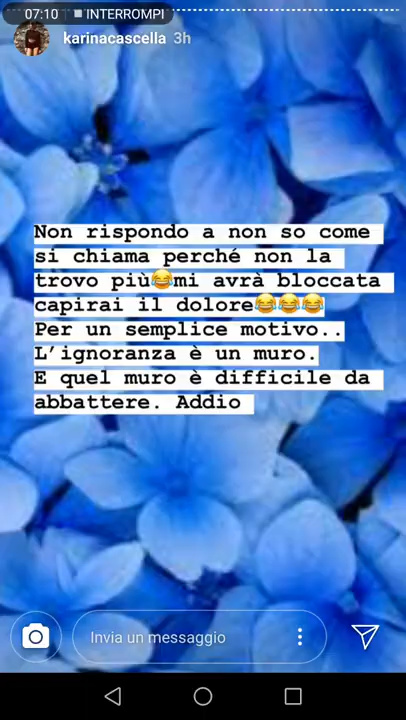 07:10 INTERROMPI
karinacascella 3h
Non rispondo a non so come
si chiama perché non la
trovo più😂mi avrà bloccata
capirai il dolore😂😂😂
Per un semplice motivo..
L’ignoranza è un muro.
E quel muro è difficile da
abbattere. Addio
Invia un messaggio